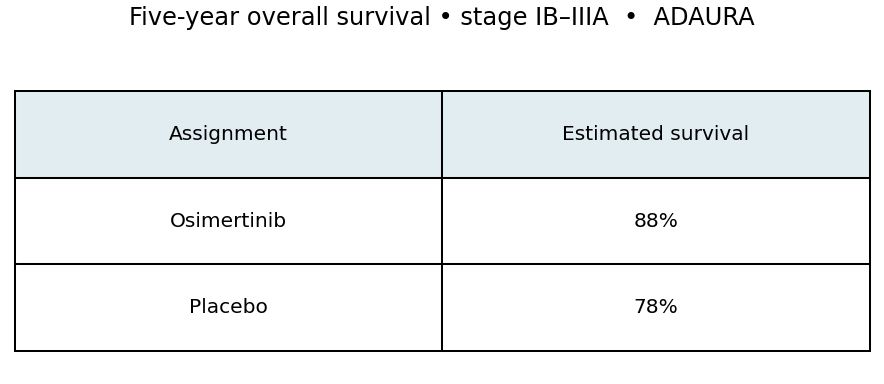 Five-year overall survival • stage IB–IIIA • ADAURA
Assignment Estimated survival
Osimertinib 88%
Placebo 78%